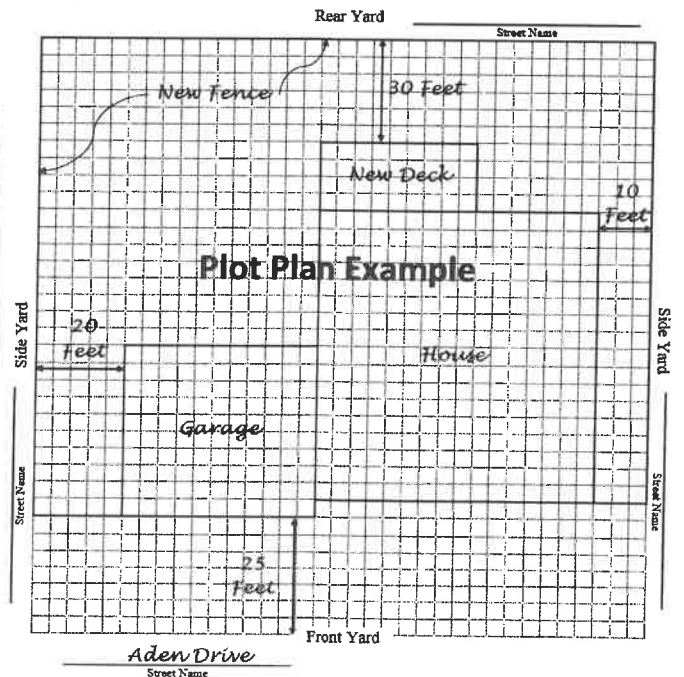 Rear Yard
Street Name
New Fence
30 Feet
New Deck
10
Feet
Plot Plan Example
Side Yard
20
Feet
House
Side Yard
Garage
Street Name
Street Name
25
Feet
Front Yard
Aden Drive
Street Name